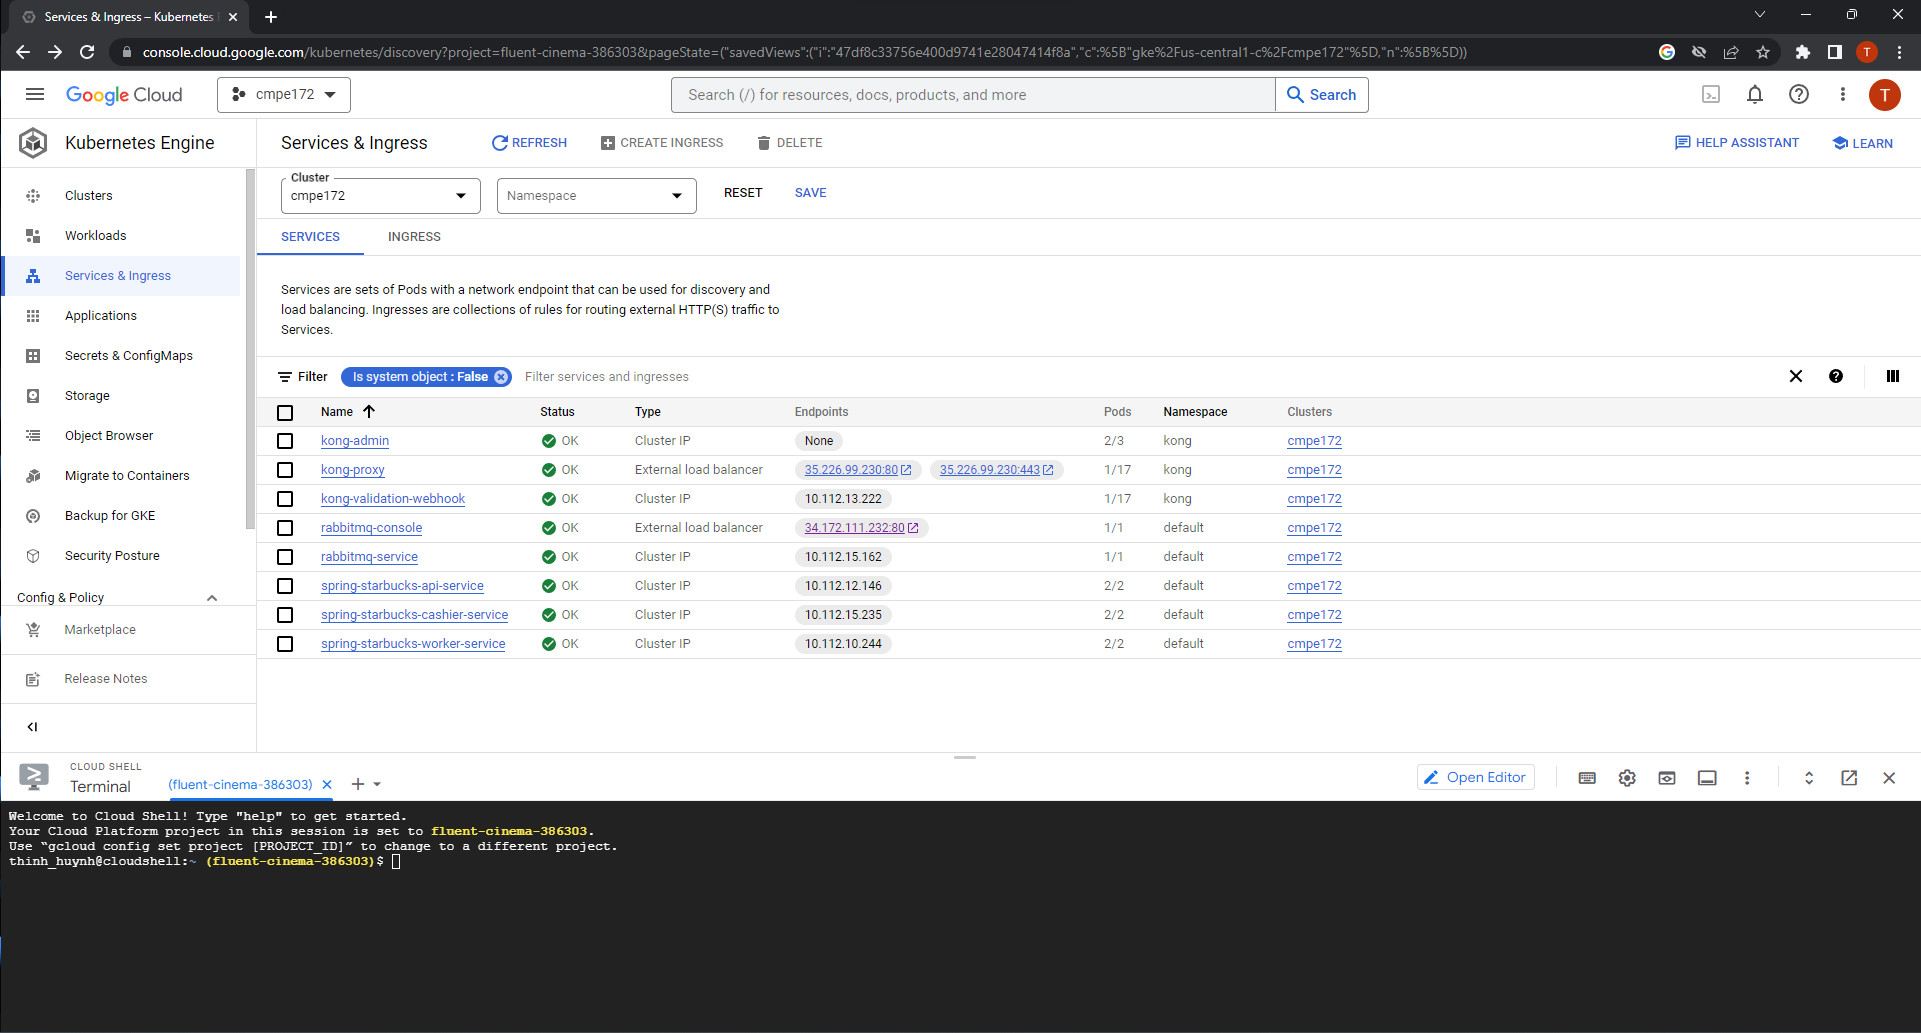 Services & Ingress – Kubernetes
console.cloud.google.com/kubernetes/discovery?project=fluent-cinema-386303&pageState=("savedViews":("i":"47df8c33756e400d9741e28047414f8a","c":%5B"gke%2Fus-central1-c%2Fcmpe172"%5D,"n":%5B%5D))
T
Google Cloud
cmpe172
Search (/) for resources, docs, products, and more
Search
T
Kubernetes Engine
Services & Ingress
REFRESH
CREATE INGRESS
DELETE
HELP ASSISTANT
LEARN
Clusters
Workloads
Services & Ingress
Applications
Secrets & ConfigMaps
Storage
Object Browser
Migrate to Containers
Backup for GKE
Security Posture
Config & Policy
Marketplace
Release Notes
Cluster
cmpe172
Namespace
RESET
SAVE
SERVICES
INGRESS
Services are sets of Pods with a network endpoint that can be used for discovery and
load balancing. Ingresses are collections of rules for routing external HTTP(S) traffic to
Services.
Filter
Is system object : False
Filter services and ingresses
Name Status Type Endpoints Pods Namespace Clusters
kong-admin OK Cluster IP None 2/3 kong cmpe172
kong-proxy OK External load balancer 35.226.99.230:80 35.226.99.230:443 1/17 kong cmpe172
kong-validation-webhook OK Cluster IP 10.112.13.222 1/17 kong cmpe172
rabbitmq-console OK External load balancer 34.172.111.232:80 1/1 default cmpe172
rabbitmq-service OK Cluster IP 10.112.15.162 1/1 default cmpe172
spring-starbucks-api-service OK Cluster IP 10.112.12.146 2/2 default cmpe172
spring-starbucks-cashier-service OK Cluster IP 10.112.15.235 2/2 default cmpe172
spring-starbucks-worker-service OK Cluster IP 10.112.10.244 2/2 default cmpe172
CLOUD SHELL
Terminal
(fluent-cinema-386303)
Open Editor
Welcome to Cloud Shell! Type "help" to get started.
Your Cloud Platform project in this session is set to fluent-cinema-386303.
Use “gcloud config set project [PROJECT_ID]” to change to a different project.
thinh_huynh@cloudshell:~ (fluent-cinema-386303)$